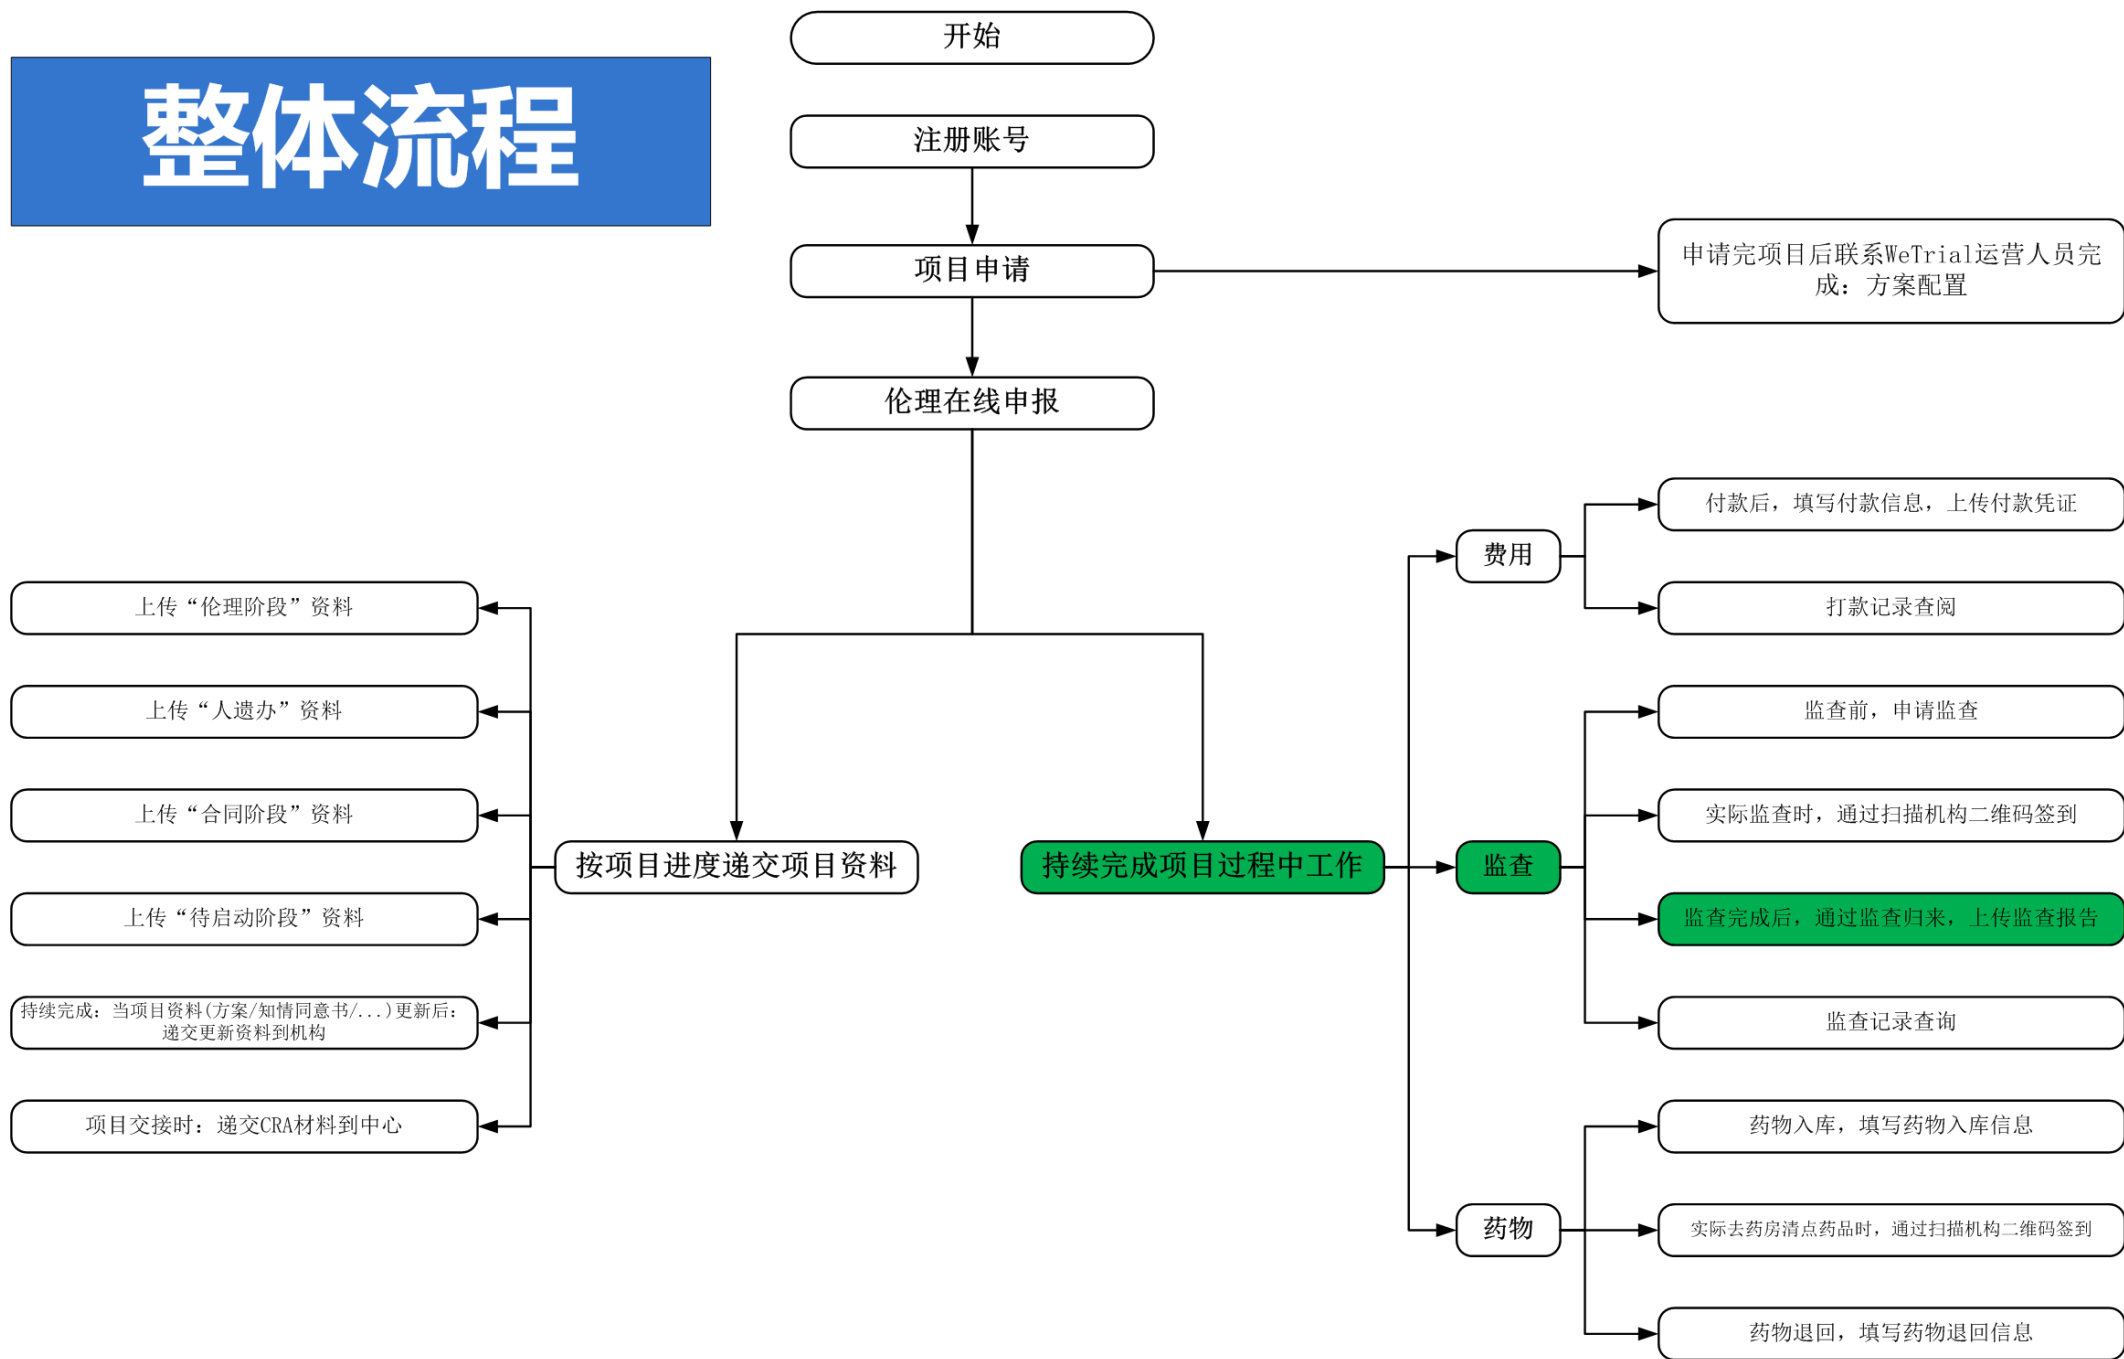 整体流程
开始
注册账号
项目申请
申请完项目后联系WeTrial运营人员完
成：方案配置
伦理在线申报
按项目进度递交项目资料
上传“伦理阶段”资料
上传“人遗办”资料
上传“合同阶段”资料
上传“待启动阶段”资料
持续完成：当项目资料(方案/知情同意书/...)更新后：
递交更新资料到机构
项目交接时：递交CRA材料到中心
持续完成项目过程中工作
费用
付款后，填写付款信息，上传付款凭证
打款记录查阅
监查
监查前，申请监查
实际监查时，通过扫描机构二维码签到
监查完成后，通过监查归来，上传监查报告
监查记录查询
药物
药物入库，填写药物入库信息
实际去药房清点药品时，通过扫描机构二维码签到
药物退回，填写药物退回信息